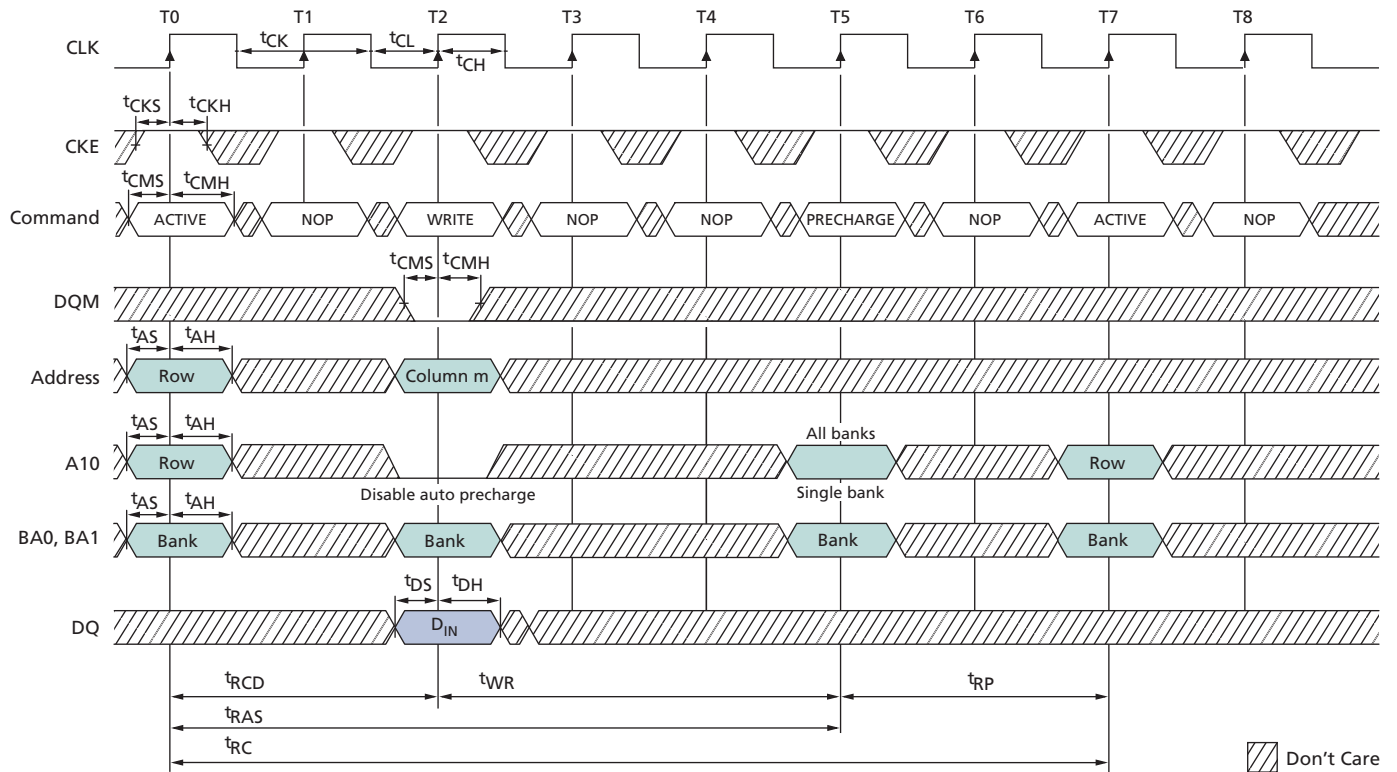 T0 T1 T2 T3 T4 T5 T6 T7 T8
CLK
tCK tCL
tCH
tCKS tCKH
CKE
tCMS tCMH
Command ACTIVE NOP WRITE NOP NOP PRECHARGE NOP ACTIVE NOP
tCMS tCMH
DQM
tAS tAH
Address Row Column m
tAS tAH
All banks
A10 Row Row
Disable auto precharge Single bank
tAS tAH
BA0, BA1 Bank Bank Bank Bank
tDS tDH
DQ DIN
tRCD tWR tRP
tRAS
tRC
Don't Care